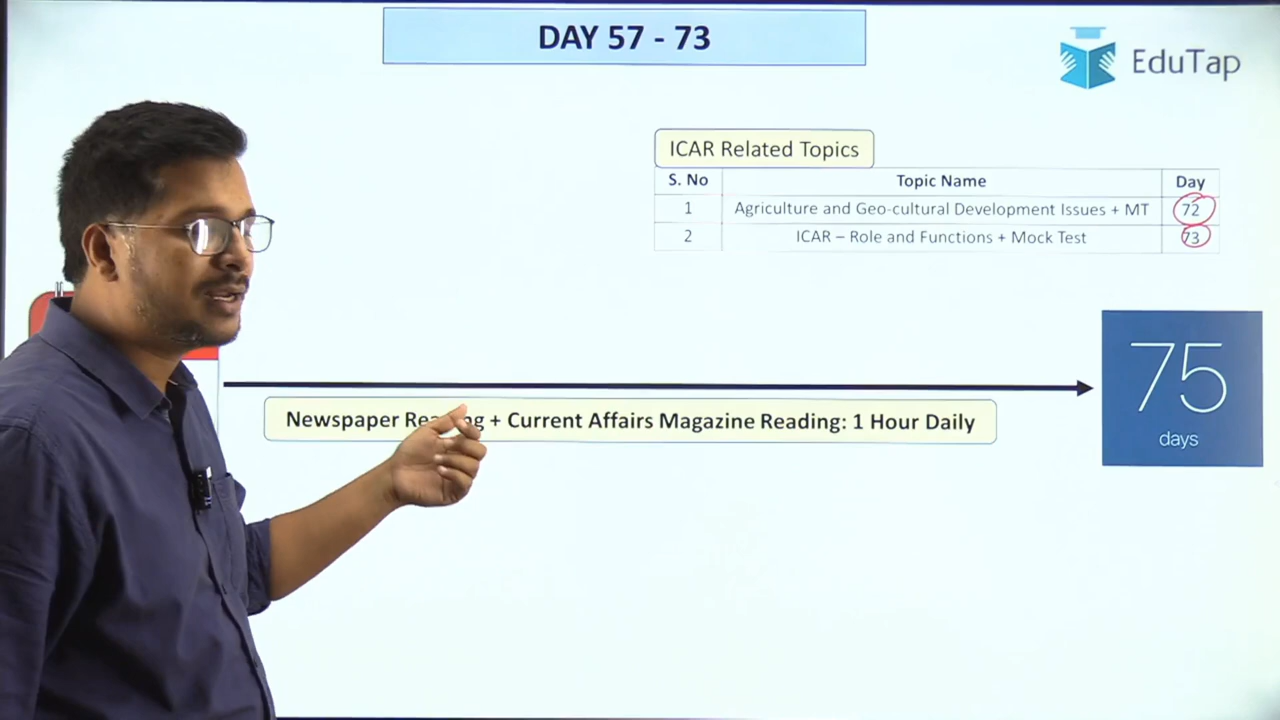 DAY 57 - 73
EduTap
ICAR Related Topics
S. No Topic Name Day
1 Agriculture and Geo-cultural Development Issues + MT 72
2 ICAR – Role and Functions + Mock Test 73
Newspaper Reading + Current Affairs Magazine Reading: 1 Hour Daily
75
days